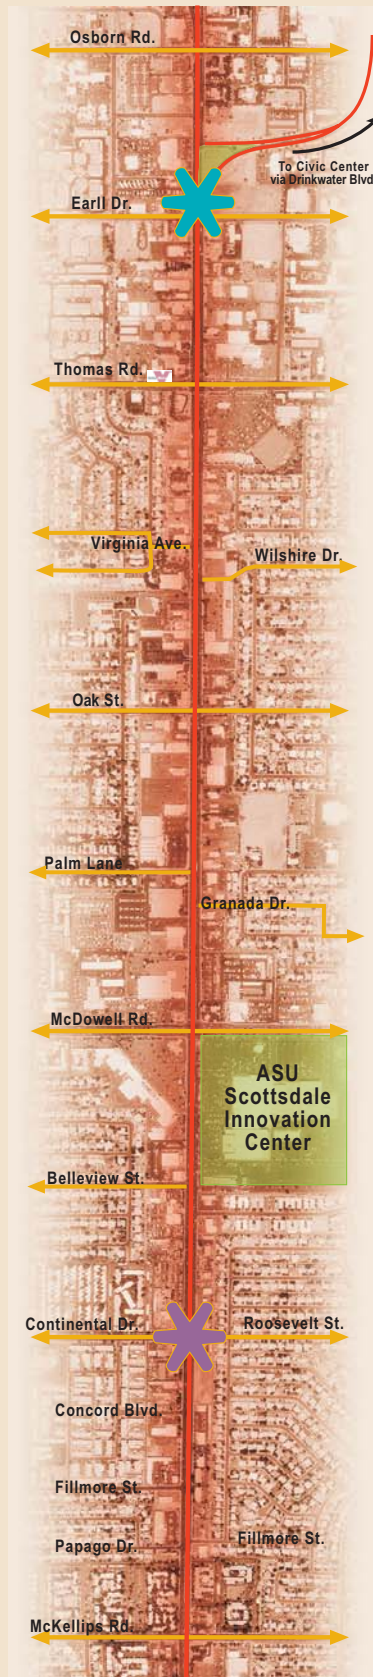 Osborn Rd.
To Civic Center
via Drinkwater Blvd
Earll Dr.
Thomas Rd.
Virginia Ave.
Wilshire Dr.
Oak St.
Palm Lane
Granada Dr.
McDowell Rd.
ASU
Scottsdale
Innovation
Center
Belleview St.
Continental Dr.
Roosevelt St.
Concord Blvd.
Fillmore St.
Fillmore St.
Papago Dr.
McKellips Rd.